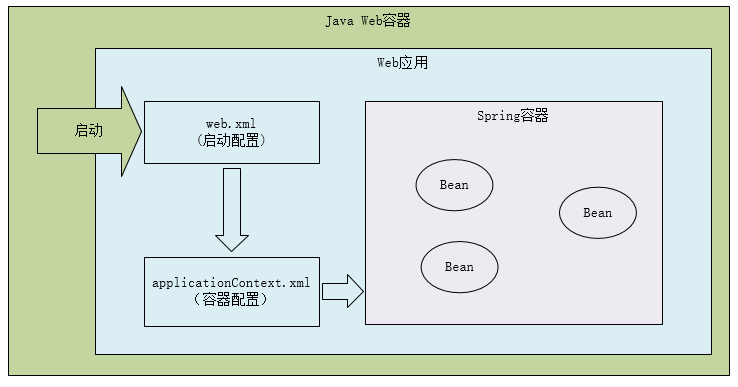 Java Web容器
Web应用
启动
web.xml
(启动配置)
applicationContext.xml
（容器配置）
Spring容器
Bean
Bean
Bean